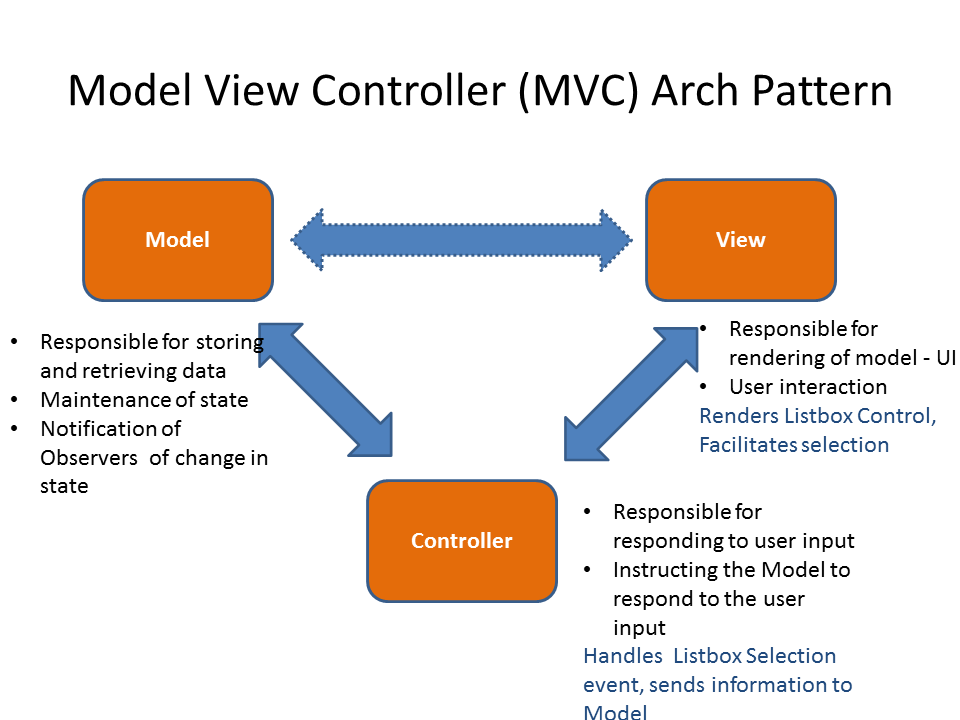 Model View Controller (MVC) Arch Pattern
Model
View
• Responsible for storing
and retrieving data
• Maintenance of state
• Notification of
Observers of change in
state
• Responsible for
rendering of model - UI
• User interaction
Renders Listbox Control,
Facilitates selection
Controller
• Responsible for
responding to user input
• Instructing the Model to
respond to the user
input
Handles Listbox Selection
event, sends information to
Model